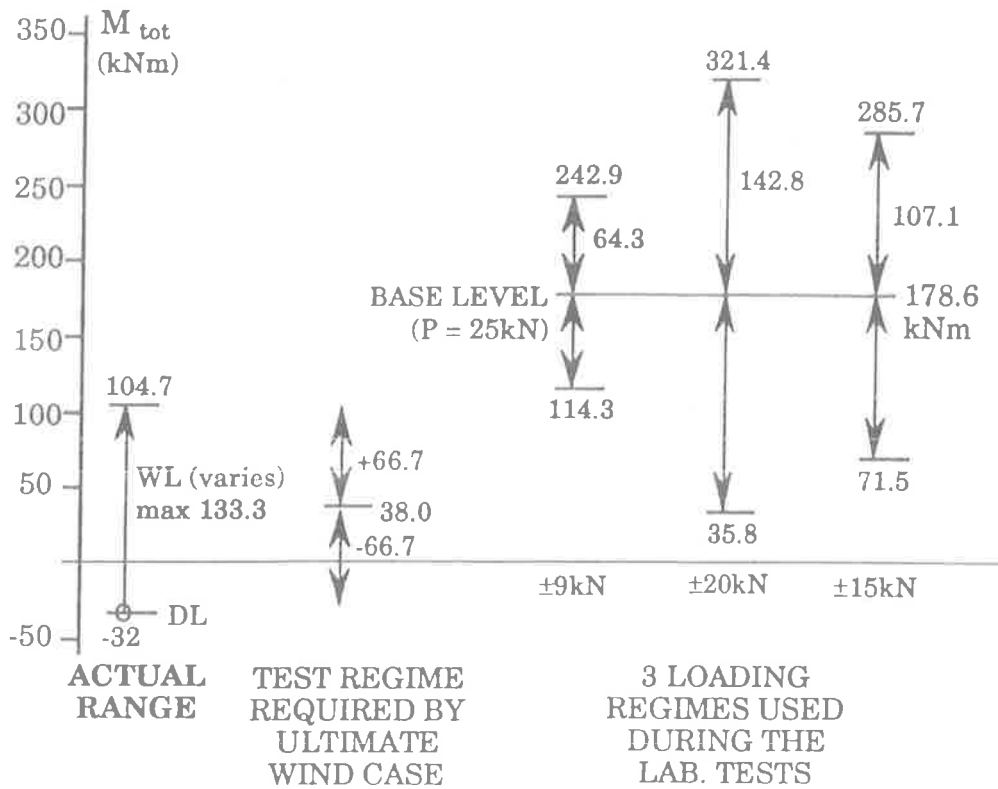 M tot
(kNm)
350
300
250
200
150
100
50
-50
104.7
WL (varies)
max 133.3
DL
-32
+66.7
38.0
-66.7
BASE LEVEL
(P = 25kN)
242.9
64.3
114.3
321.4
142.8
35.8
285.7
107.1
178.6
kNm
71.5
±9kN
±20kN
±15kN
ACTUAL
RANGE
TEST REGIME
REQUIRED BY
ULTIMATE
WIND CASE
3 LOADING
REGIMES USED
DURING THE
LAB. TESTS